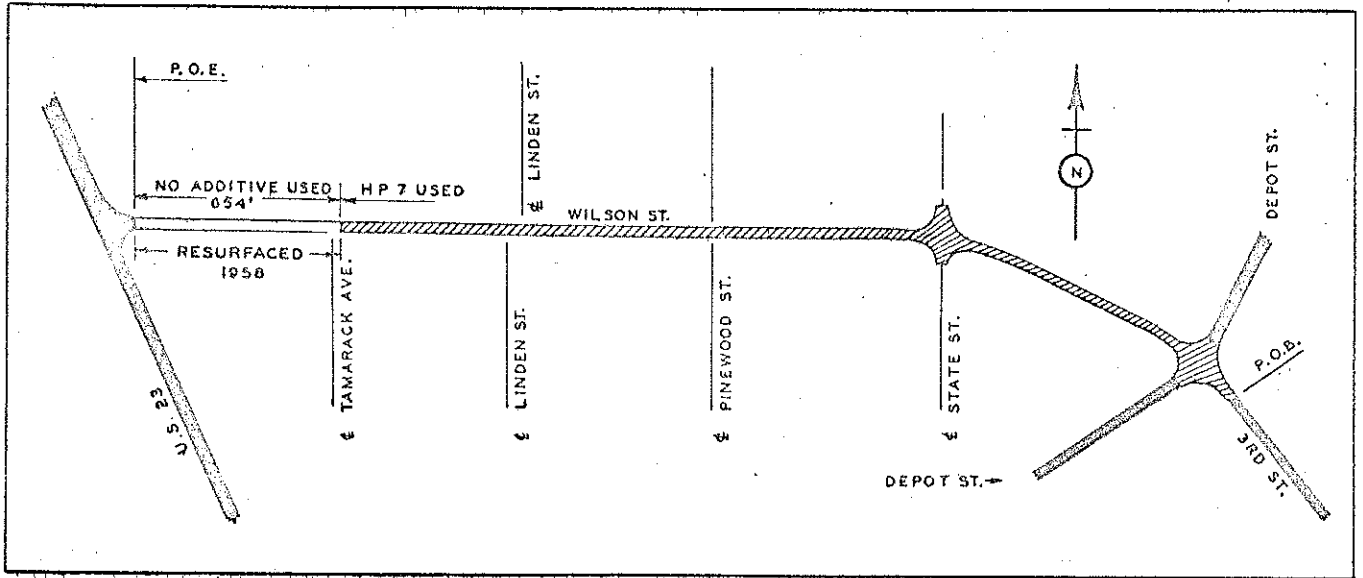 P.O.E.
LINDEN ST.
NO ADDITIVE USED
654'
HP 7 USED
℄
WILSON ST.
N
DEPOT ST.
RESURFACED
1958
U.S. 23
℄ TAMARACK AVE.
℄ LINDEN ST.
℄ PINEWOOD ST.
℄ STATE ST.
P.O.B.
3RD ST.
DEPOT ST.→